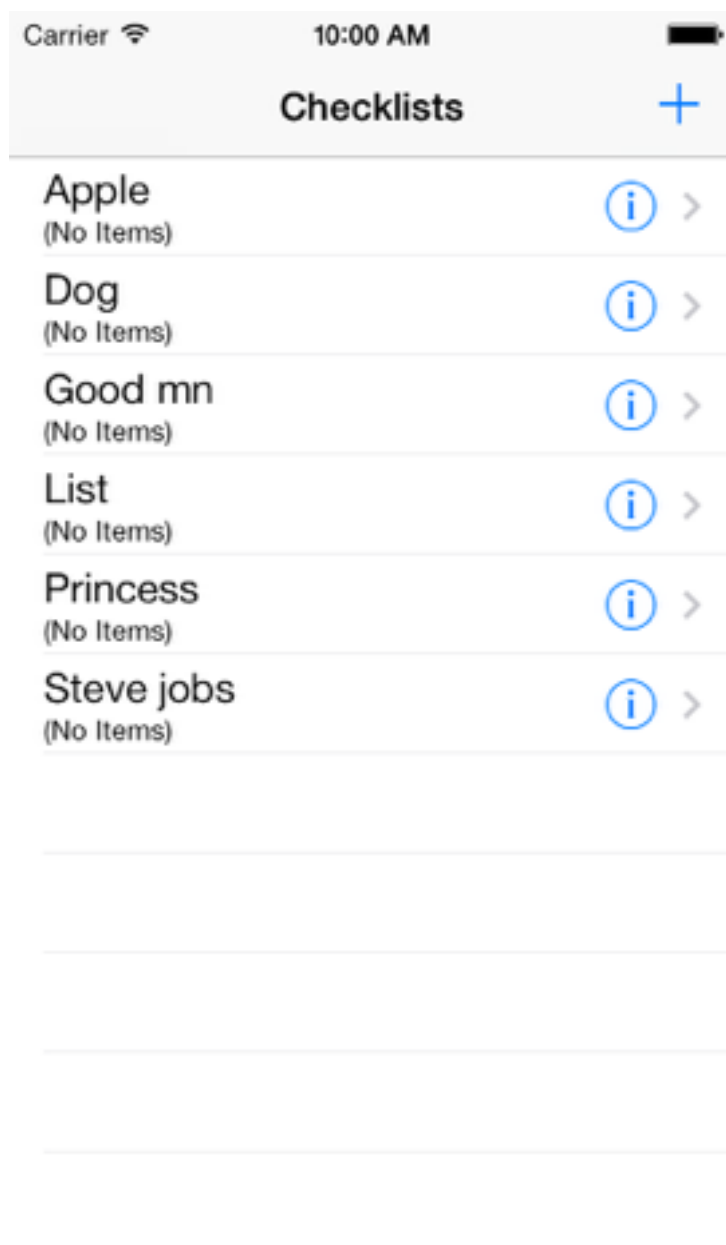 Carrier 10:00 AM
Checklists
Apple
(No Items)
Dog
(No Items)
Good mn
(No Items)
List
(No Items)
Princess
(No Items)
Steve jobs
(No Items)